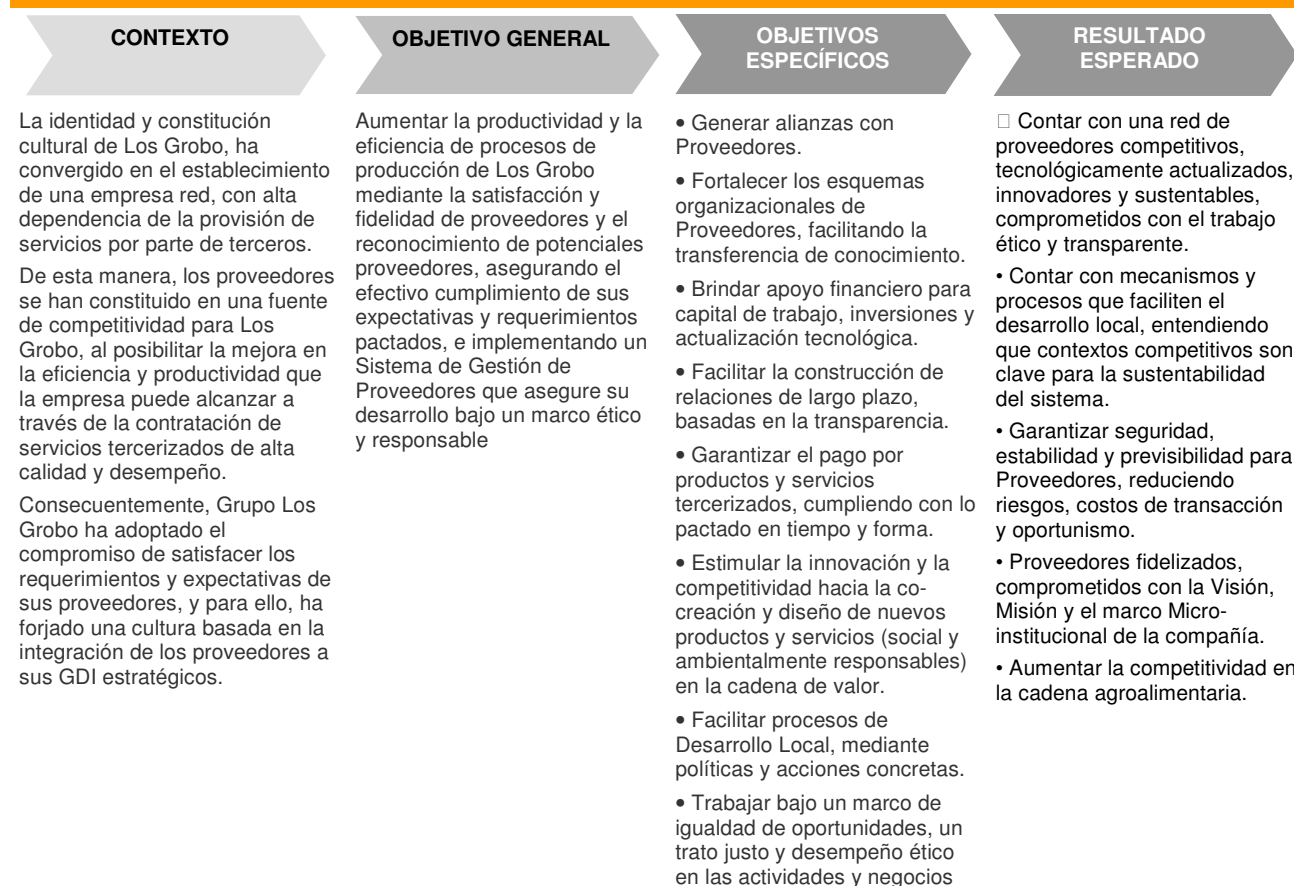 CONTEXTO
La identidad y constitución
cultural de Los Grobo, ha
convergido en el establecimiento
de una empresa red, con alta
dependencia de la provisión de
servicios por parte de terceros.
De esta manera, los proveedores
se han constituido en una fuente
de competitividad para Los
Grobo, al posibilitar la mejora en
la eficiencia y productividad que
la empresa puede alcanzar a
través de la contratación de
servicios tercerizados de alta
calidad y desempeño.
Consecuentemente, Grupo Los
Grobo ha adoptado el
compromiso de satisfacer los
requerimientos y expectativas de
sus proveedores, y para ello, ha
forjado una cultura basada en la
integración de los proveedores a
sus GDI estratégicos.
OBJETIVO GENERAL
Aumentar la productividad y la
eficiencia de procesos de
producción de Los Grobo
mediante la satisfacción y
fidelidad de proveedores y el
reconocimiento de potenciales
proveedores, asegurando el
efectivo cumplimiento de sus
expectativas y requerimientos
pactados, e implementando un
Sistema de Gestión de
Proveedores que asegure su
desarrollo bajo un marco ético
y responsable
OBJETIVOS
ESPECÍFICOS
• Generar alianzas con
Proveedores.
• Fortalecer los esquemas
organizacionales de
Proveedores, facilitando la
transferencia de conocimiento.
• Brindar apoyo financiero para
capital de trabajo, inversiones y
actualización tecnológica.
• Facilitar la construcción de
relaciones de largo plazo,
basadas en la transparencia.
• Garantizar el pago por
productos y servicios
tercerizados, cumpliendo con lo
pactado en tiempo y forma.
• Estimular la innovación y la
competitividad hacia la co-
creación y diseño de nuevos
productos y servicios (social y
ambientalmente responsables)
en la cadena de valor.
• Facilitar procesos de
Desarrollo Local, mediante
políticas y acciones concretas.
• Trabajar bajo un marco de
igualdad de oportunidades, un
trato justo y desempeño ético
en las actividades y negocios
RESULTADO
ESPERADO
□ Contar con una red de
proveedores competitivos,
tecnológicamente actualizados,
innovadores y sustentables,
comprometidos con el trabajo
ético y transparente.
• Contar con mecanismos y
procesos que faciliten el
desarrollo local, entendiendo
que contextos competitivos son
clave para la sustentabilidad
del sistema.
• Garantizar seguridad,
estabilidad y previsibilidad para
Proveedores, reduciendo
riesgos, costos de transacción
y oportunismo.
• Proveedores fidelizados,
comprometidos con la Visión,
Misión y el marco Micro-
institucional de la compañía.
• Aumentar la competitividad en
la cadena agroalimentaria.